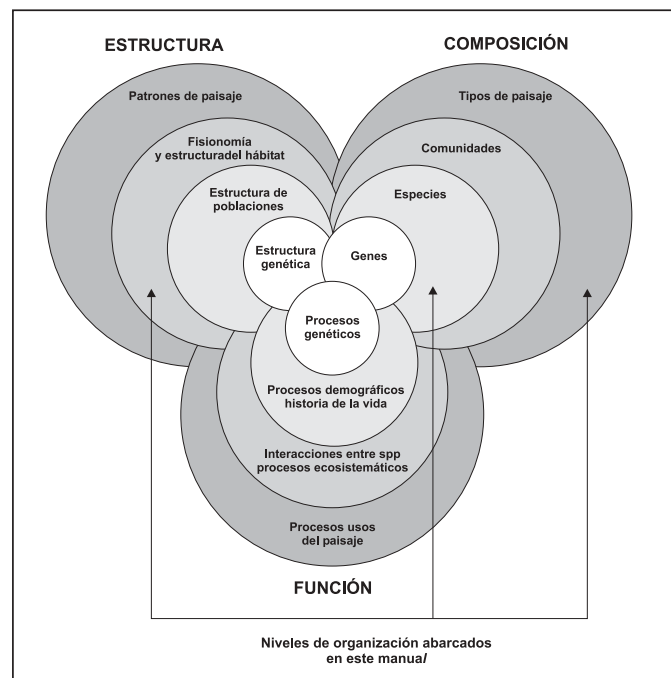 ESTRUCTURA
COMPOSICIÓN
Patrones de paisaje
Tipos de paisaje
Fisionomía
y estructuradel hábitat
Comunidades
Estructura de
poblaciones
Especies
Estructura
genética
Genes
Procesos
genéticos
Procesos demográficos
historia de la vida
Interacciones entre spp
procesos ecosistemáticos
Procesos usos
del paisaje
FUNCIÓN
Niveles de organización abarcados
en este manual